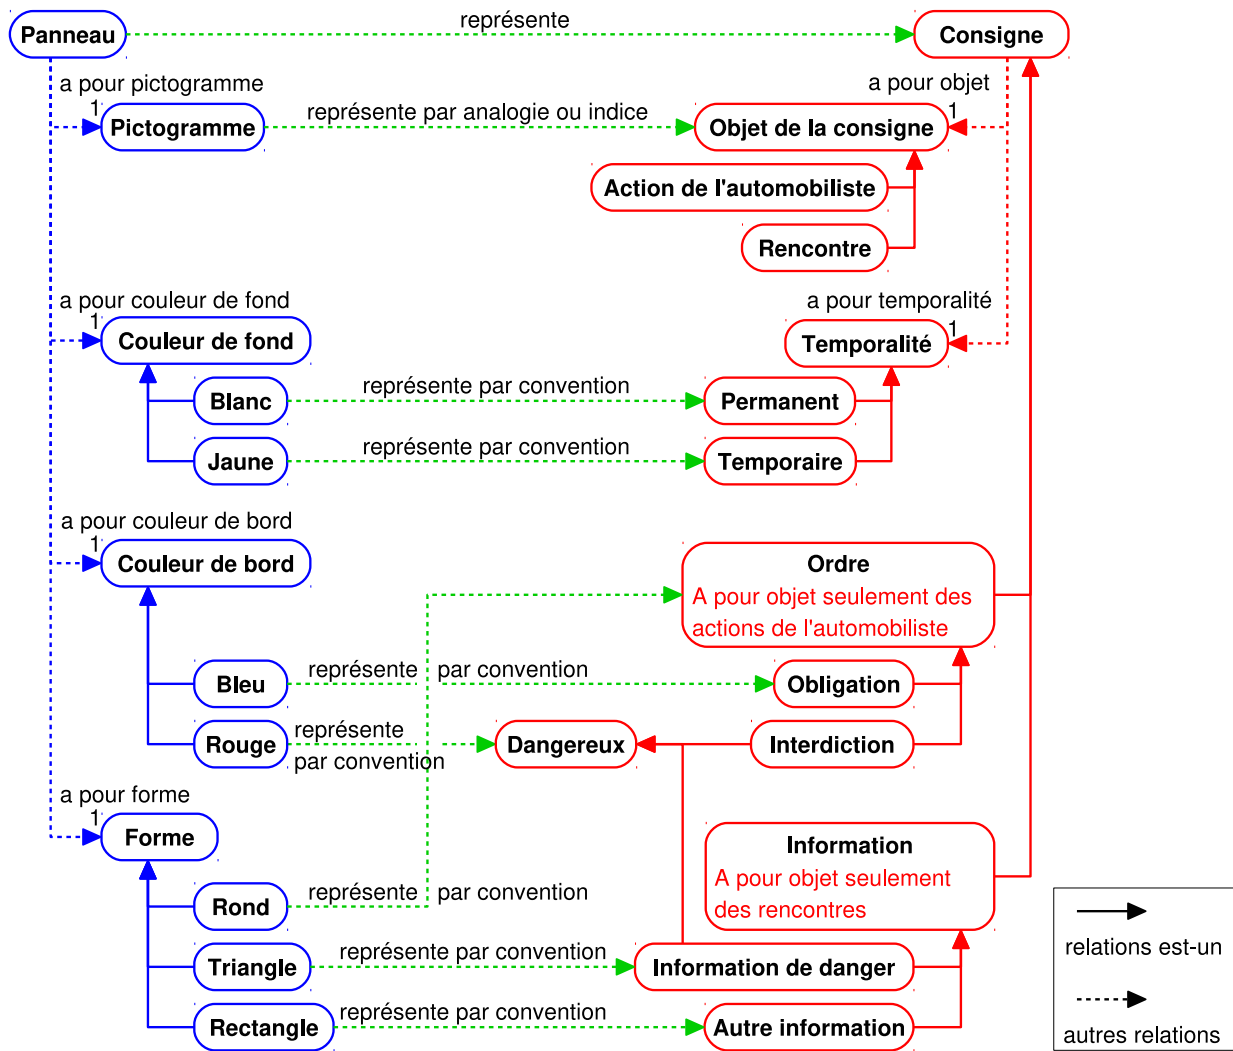 représente
Panneau
Consigne
a pour pictogramme
a pour objet
1
Pictogramme
représente par analogie ou indice
Objet de la consigne
1
Action de l'automobiliste
Rencontre
a pour couleur de fond
a pour temporalité
1
Couleur de fond
Temporalité
1
Blanc
représente par convention
Permanent
Jaune
représente par convention
Temporaire
a pour couleur de bord
1
Couleur de bord
Ordre
A pour objet seulement des
actions de l'automobiliste
Bleu
représente par convention
Obligation
Rouge
représente
par convention
Dangereux
Interdiction
a pour forme
1
Forme
Information
A pour objet seulement
des rencontres
Rond
représente par convention
Triangle
représente par convention
Information de danger
Rectangle
représente par convention
Autre information
relations est-un
autres relations